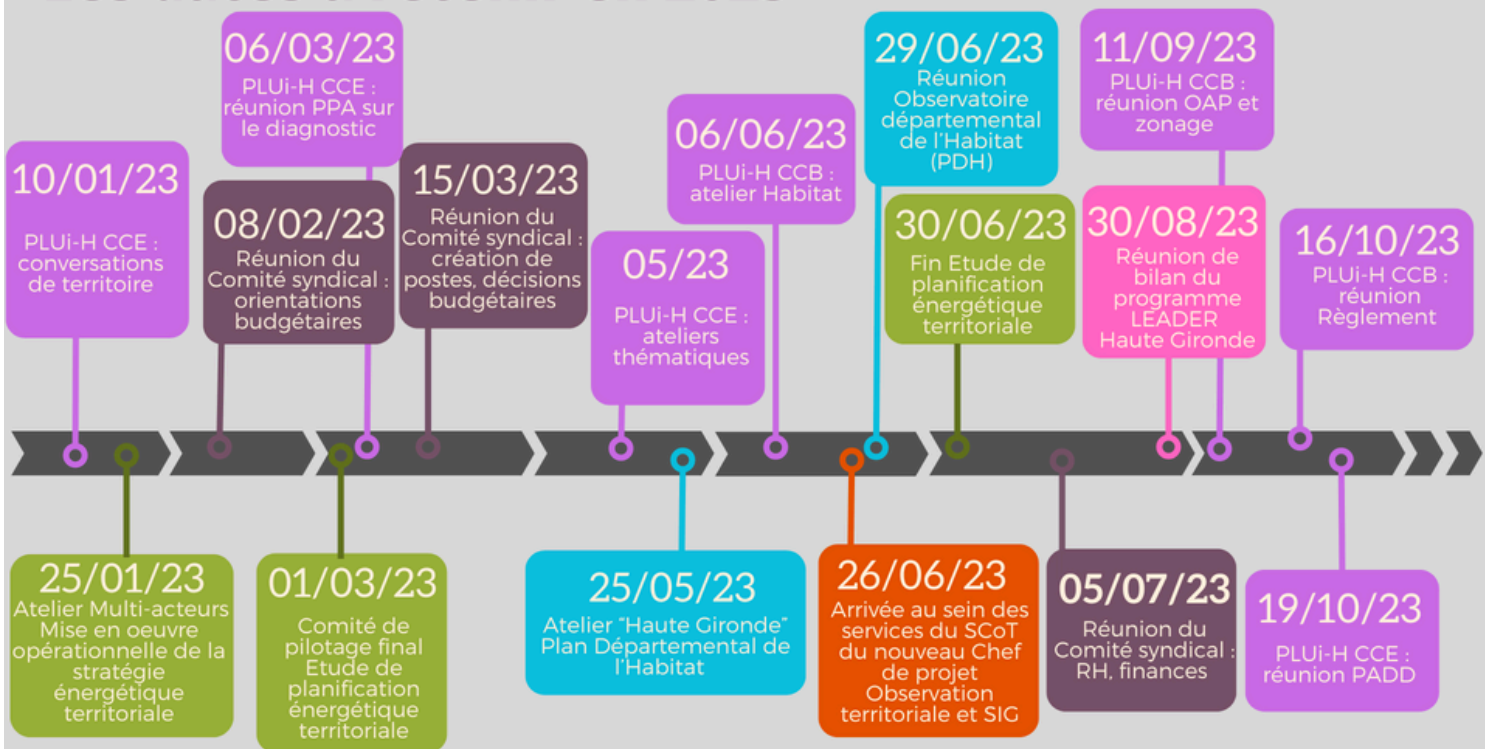 06/03/23
PLUi-H CCE :
réunion PPA sur
le diagnostic
29/06/23
Réunion
Observatoire
départemental
de l'Habitat
(PDH)
11/09/23
PLUi-H CCB :
réunion OAP et
zonage
10/01/23
PLUi-H CCE :
conversations
de territoire
08/02/23
Réunion du
Comité syndical :
orientations
budgétaires
15/03/23
Réunion du
Comité syndical :
création de
postes, décisions
budgétaires
05/23
PLUi-H CCE :
ateliers
thématiques
06/06/23
PLUi-H CCB :
atelier Habitat
30/06/23
Fin Etude de
planification
énergétique
territoriale
30/08/23
Réunion de
bilan du
programme
LEADER
Haute Gironde
16/10/23
PLUi-H CCB :
réunion
Règlement
25/01/23
Atelier Multi-acteurs
Mise en oeuvre
opérationnelle de la
stratégie
énergétique
territoriale
01/03/23
Comité de
pilotage final
Etude de
planification
énergétique
territoriale
25/05/23
Atelier "Haute Gironde"
Plan Départemental de
l'Habitat
26/06/23
Arrivée au sein des
services du SCoT
du nouveau Chef
de projet
Observation
territoriale et SIG
05/07/23
Réunion du
Comité syndical :
RH, finances
19/10/23
PLUi-H CCE :
réunion PADD